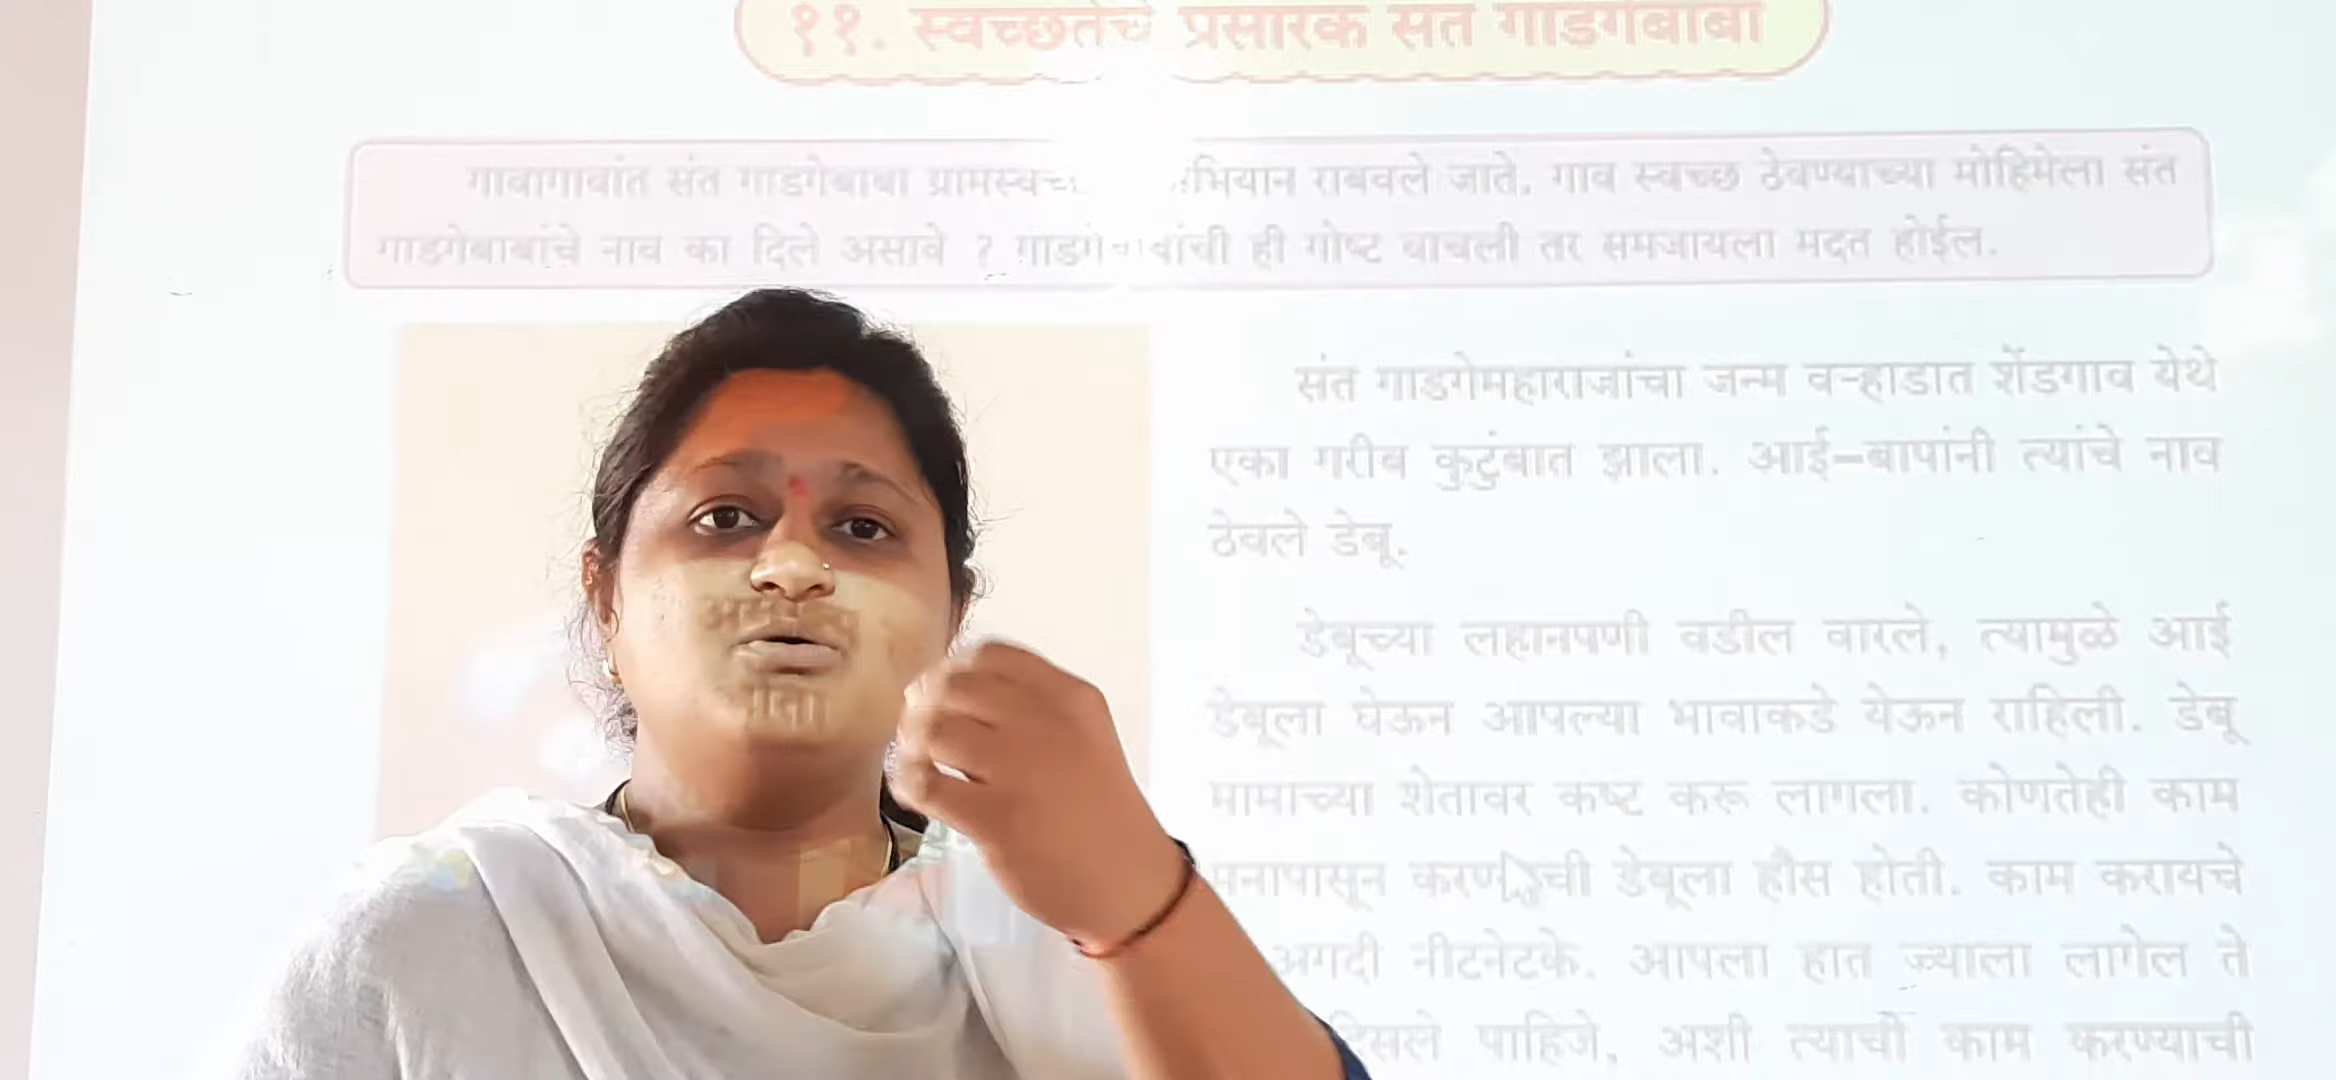 ११. स्वच्छतेचे प्रसारक संत गाडगेबाबा
गावागावांत संत गाडगेबाबा ग्रामस्वच्छ भियान राबवले जाते. गाव स्वच्छ ठेवण्याच्या मोहिमेला संत
गाडगेबाबांचे नाव का दिले असावे ? गाडगेबाबांची ही गोष्ट वाचली तर समजायला मदत होईल.
संत गाडगेमहाराजांचा जन्म वऱ्हाडात शेंडगाव येथे
एका गरीब कुटुंबात झाला. आई–बापांनी त्यांचे नाव
ठेवले डेबू.
डेबूच्या लहानपणी वडील वारले, त्यामुळे आई
डेबूला घेऊन आपल्या भावाकडे येऊन राहिली. डेबू
मामाच्या शेतावर कष्ट करू लागला. कोणतेही काम
मनापासून करण्याची डेबूला हौस होती. काम करायचे
अगदी नीटनेटके. आपला हात ज्याला लागेल ते
दिसले पाहिजे, अशी त्याची काम करण्याची